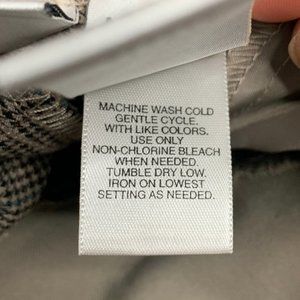 MACHINE WASH COLD
GENTLE CYCLE.
WITH LIKE COLORS.
USE ONLY
NON-CHLORINE BLEACH
WHEN NEEDED.
TUMBLE DRY LOW.
IRON ON LOWEST
SETTING AS NEEDED.